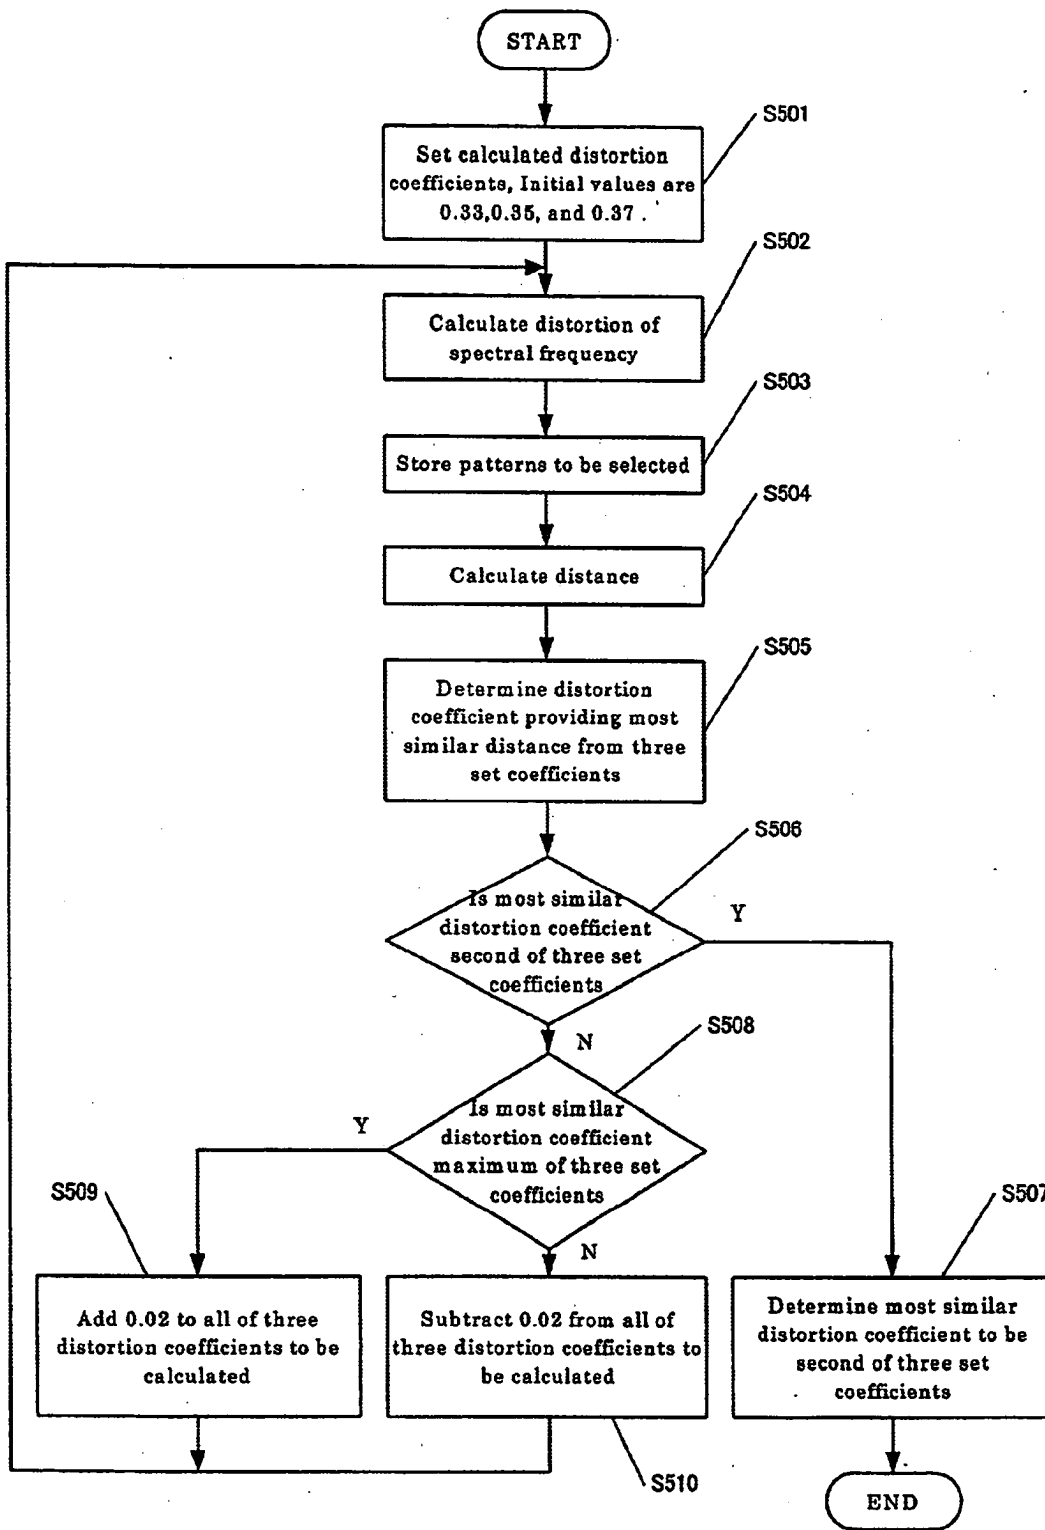 START
S501
Set calculated distortion
coefficients, Initial values are
0.33,0.35, and 0.37 .
S502
Calculate distortion of
spectral frequency
S503
Store patterns to be selected
S504
Calculate distance
S505
Determine distortion
coefficient providing most
similar distance from three
set coefficients
S506
Is most similar
distortion coefficient
second of three set
coefficients
Y
N
S508
Is most similar
distortion coefficient
maximum of three set
coefficients
Y
N
S509
Add 0.02 to all of three
distortion coefficients to be
calculated
Subtract 0.02 from all of
three distortion coefficients to
be calculated
S510
S507
Determine most similar
distortion coefficient to be
second of three set
coefficients
END